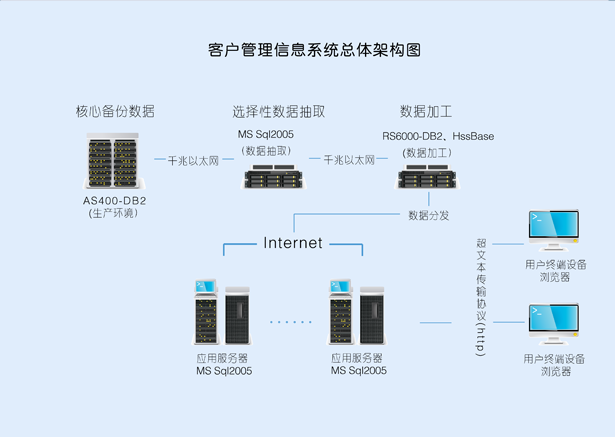 客户管理信息系统总体架构图
核心备份数据
选择性数据抽取
数据加工
MS Sql2005
(数据抽取)
RS6000-DB2、HssBase
(数据加工)
千兆以太网
千兆以太网
AS400-DB2
(生产环境)
数据分发
Internet
超文本传输协议(http)
用户终端设备
浏览器
应用服务器
MS Sql2005
应用服务器
MS Sql2005
用户终端设备
浏览器